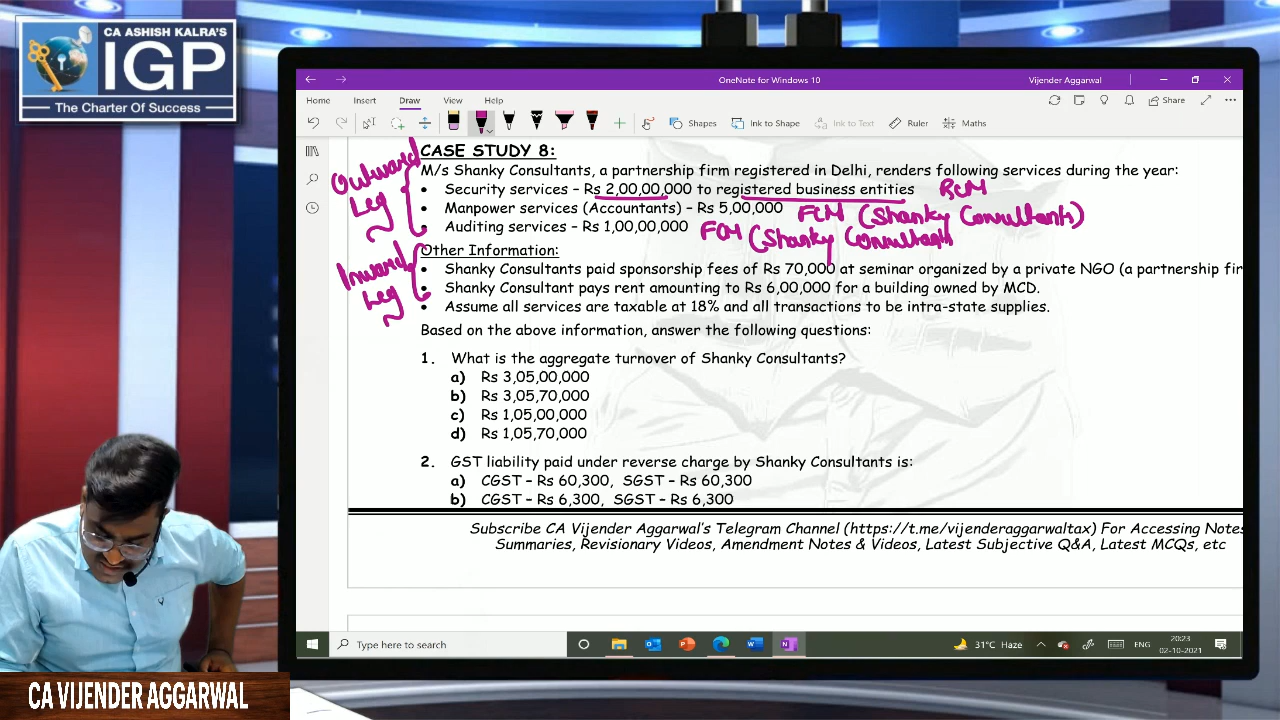 CA ASHISH KALRA'S
IGP
The Charter Of Success
OneNote for Windows 10
Vijender Aggarwal
Home Insert Draw View Help
Share
Shapes Ink to Shape Ink to Text Ruler Maths
Outward Leg
CASE STUDY 8:
M/s Shanky Consultants, a partnership firm registered in Delhi, renders following services during the year:
• Security services – Rs 2,00,00,000 to registered business entities RCM
• Manpower services (Accountants) – Rs 5,00,000 FCM (Shanky Consultants)
• Auditing services – Rs 1,00,00,000 FCM (Shanky Consultants
Inward Leg
Other Information:
• Shanky Consultants paid sponsorship fees of Rs 70,000 at seminar organized by a private NGO (a partnership fir
• Shanky Consultant pays rent amounting to Rs 6,00,000 for a building owned by MCD.
• Assume all services are taxable at 18% and all transactions to be intra-state supplies.
Based on the above information, answer the following questions:
1. What is the aggregate turnover of Shanky Consultants?
a) Rs 3,05,00,000
b) Rs 3,05,70,000
c) Rs 1,05,00,000
d) Rs 1,05,70,000
2. GST liability paid under reverse charge by Shanky Consultants is:
a) CGST – Rs 60,300, SGST – Rs 60,300
b) CGST – Rs 6,300, SGST – Rs 6,300
Subscribe CA Vijender Aggarwal's Telegram Channel (https://t.me/vijenderaggarwaltax) For Accessing Notes
Summaries, Revisionary Videos, Amendment Notes & Videos, Latest Subjective Q&A, Latest MCQs, etc
Type here to search
31°C Haze
ENG
20:23
02-10-2021
CA VIJENDER AGGARWAL